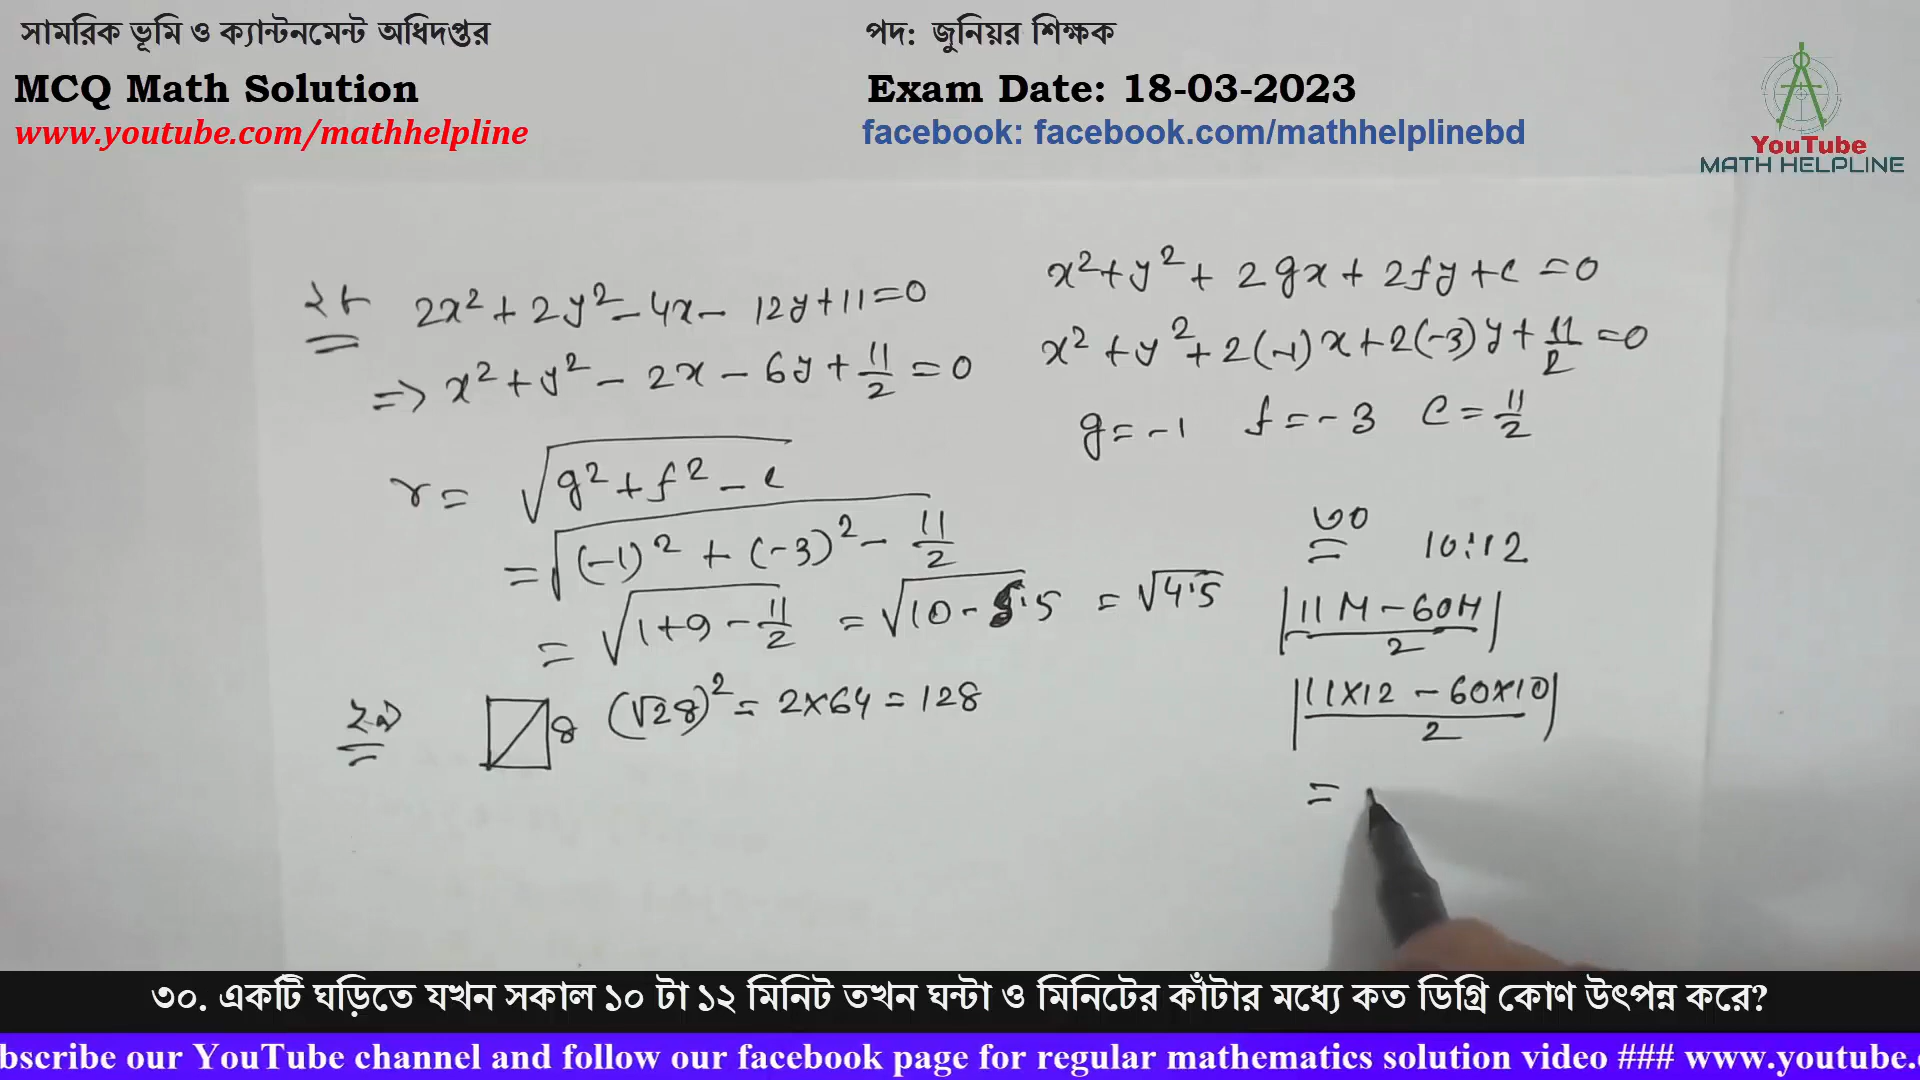 সামরিক ভূমি ও ক্যান্টনমেন্ট অধিদপ্তর
পদ: জুনিয়র শিক্ষক
MCQ Math Solution
Exam Date: 18-03-2023
www.youtube.com/mathhelpline
facebook: facebook.com/mathhelplinebd
YouTube
MATH HELPLINE
২৮ 2x²+2y²-4x-12y+11=0
=> x²+y²-2x-6y+11/2=0
r= √(g²+f²-c)
=√((-1)²+(-3)²-11/2)
= √(1+9-11/2) = √(10-5.5) = √4.5
x²+y²+2gx+2fy+c=0
x²+y²+2(-1)x+2(-3)y+11/2=0
g=-1 f=-3 c=11/2
২৯ 8 (√28)²=2×64=128
৩০ 10:12
|(11M-60H)/2|
|(11×12-60×10)/2|
=
৩০. একটি ঘড়িতে যখন সকাল ১০ টা ১২ মিনিট তখন ঘন্টা ও মিনিটের কাঁটার মধ্যে কত ডিগ্রি কোণ উৎপন্ন করে?
bscribe our YouTube channel and follow our facebook page for regular mathematics solution video ### www.youtube.c